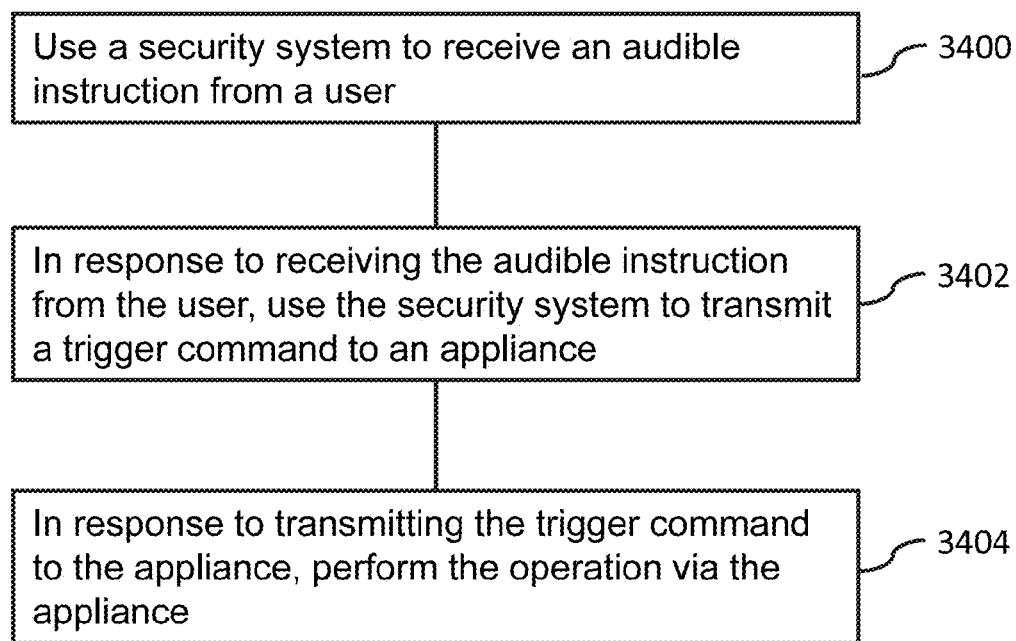 Use a security system to receive an audible
instruction from a user
3400
In response to receiving the audible instruction
from the user, use the security system to transmit
a trigger command to an appliance
3402
In response to transmitting the trigger command
to the appliance, perform the operation via the
appliance
3404